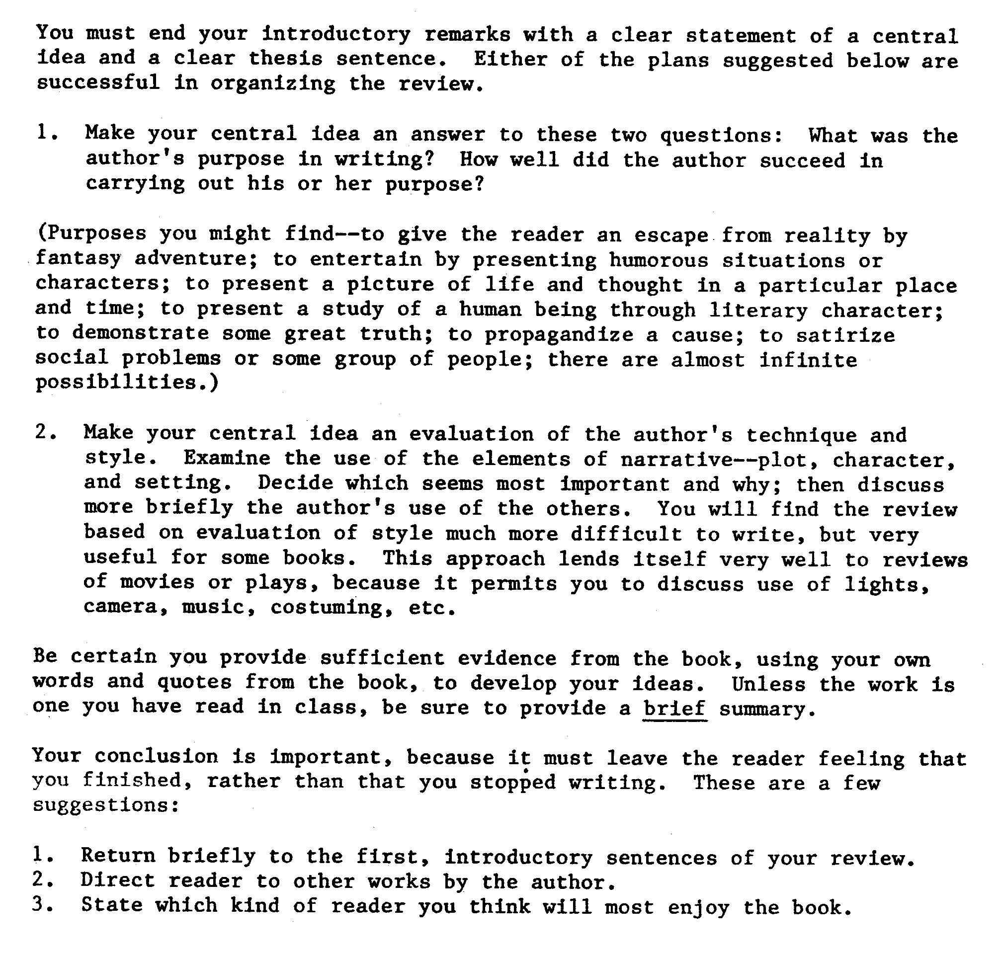 You must end your introductory remarks with a clear statement of a central
idea and a clear thesis sentence.  Either of the plans suggested below are
successful in organizing the review.
1.  Make your central idea an answer to these two questions:  What was the
author's purpose in writing?  How well did the author succeed in
carrying out his or her purpose?
(Purposes you might find--to give the reader an escape from reality by
fantasy adventure; to entertain by presenting humorous situations or
characters; to present a picture of life and thought in a particular place
and time; to present a study of a human being through literary character;
to demonstrate some great truth; to propagandize a cause; to satirize
social problems or some group of people; there are almost infinite
possibilities.)
2.  Make your central idea an evaluation of the author's technique and
style.  Examine the use of the elements of narrative--plot, character,
and setting.  Decide which seems most important and why; then discuss
more briefly the author's use of the others.  You will find the review
based on evaluation of style much more difficult to write, but very
useful for some books.  This approach lends itself very well to reviews
of movies or plays, because it permits you to discuss use of lights,
camera, music, costuming, etc.
Be certain you provide sufficient evidence from the book, using your own
words and quotes from the book, to develop your ideas.  Unless the work is
one you have read in class, be sure to provide a brief summary.
Your conclusion is important, because it must leave the reader feeling that
you finished, rather than that you stopped writing.  These are a few
suggestions:
1.  Return briefly to the first, introductory sentences of your review.
2.  Direct reader to other works by the author.
3.  State which kind of reader you think will most enjoy the book.